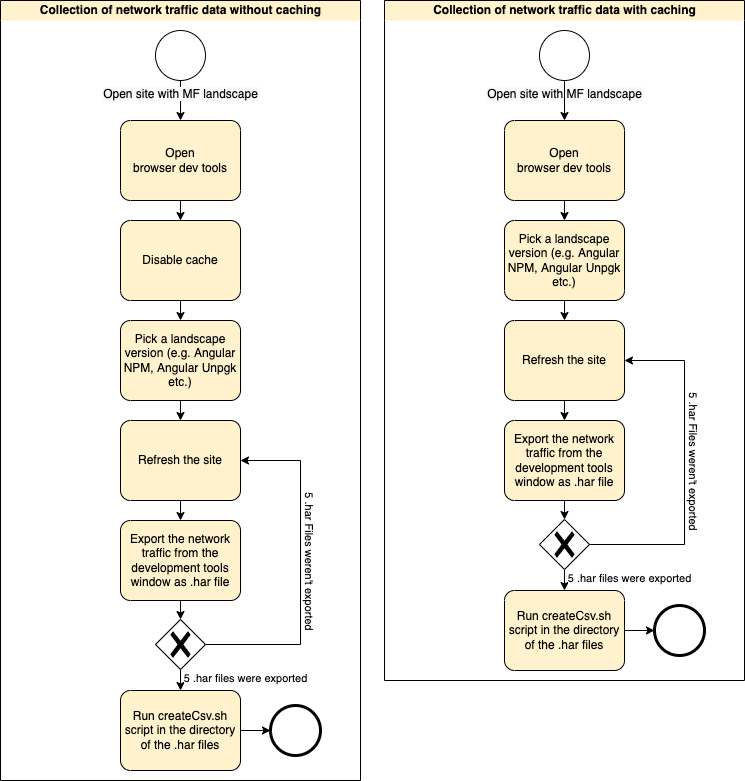 Collection of network traffic data without caching
Open site with MF landscape
Open
browser dev tools
Disable cache
Pick a landscape
version (e.g. Angular
NPM, Angular Unpgk
etc.)
Refresh the site
5 .har Files weren't exported
Export the network
traffic from the
development tools
window as .har file
5 .har files were exported
Run createCsv.sh
script in the directory
of the .har files
Collection of network traffic data with caching
Open site with MF landscape
Open
browser dev tools
Pick a landscape
version (e.g. Angular
NPM, Angular Unpgk
etc.)
Refresh the site
5 .har Files weren't exported
Export the network
traffic from the
development tools
window as .har file
5 .har files were exported
Run createCsv.sh
script in the directory
of the .har files